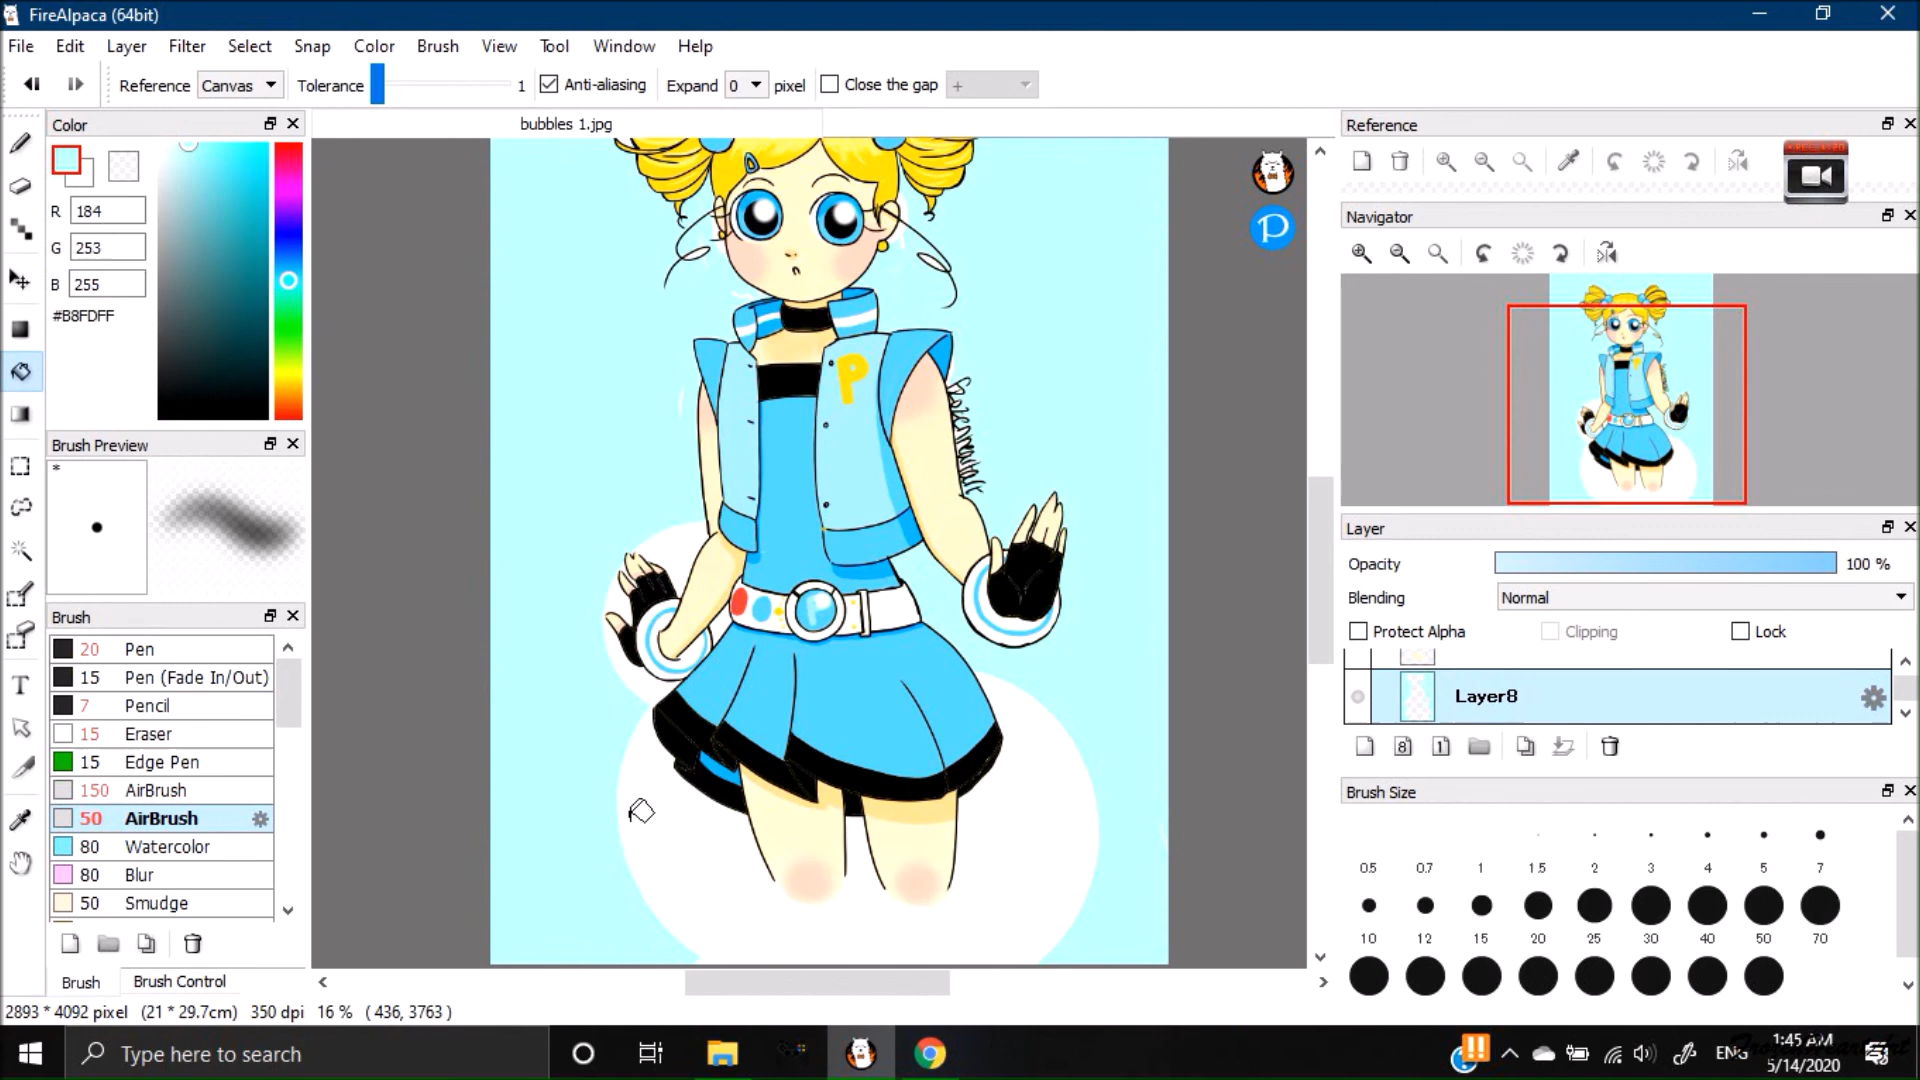 FireAlpaca (64bit)
File Edit Layer Filter Select Snap Color Brush View Tool Window Help
Reference Canvas Tolerance 1 Anti-aliasing Expand 0 pixel Close the gap +
Color
bubbles 1.jpg
Reference
R 184
G 253
B 255
#B8FDFF
P
Navigator
P
Brush Preview
*
Layer
Opacity 100 %
Blending Normal
Protect Alpha Clipping Lock
Layer8
8 1
P
Brush
20 Pen
15 Pen (Fade In/Out)
7 Pencil
15 Eraser
15 Edge Pen
150 AirBrush
50 AirBrush
80 Watercolor
80 Blur
50 Smudge
Brush Size
0.5 0.7 1 1.5 2 3 4 5 7
10 12 15 20 25 30 40 50 70
Brush Brush Control
2893 * 4092 pixel (21 * 29.7cm) 350 dpi 16 % ( 436, 3763 )
T
Type here to search
ENG
1:45 AM
5/14/2020